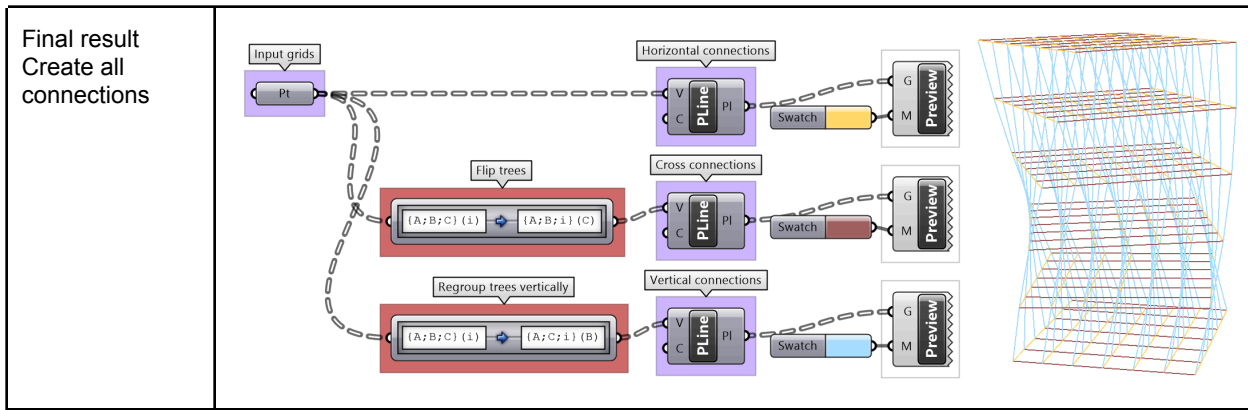 Final result
Create all
connections
Input grids
Pt
Horizontal connections
V
C
PLine
Pl
Swatch
G
M
Preview
Flip trees
{A;B;C}(i)
{A;B;i}(C)
Cross connections
V
C
PLine
Pl
Swatch
G
M
Preview
Regroup trees vertically
{A;B;C}(i)
{A;C;i}(B)
Vertical connections
V
C
PLine
Pl
Swatch
G
M
Preview